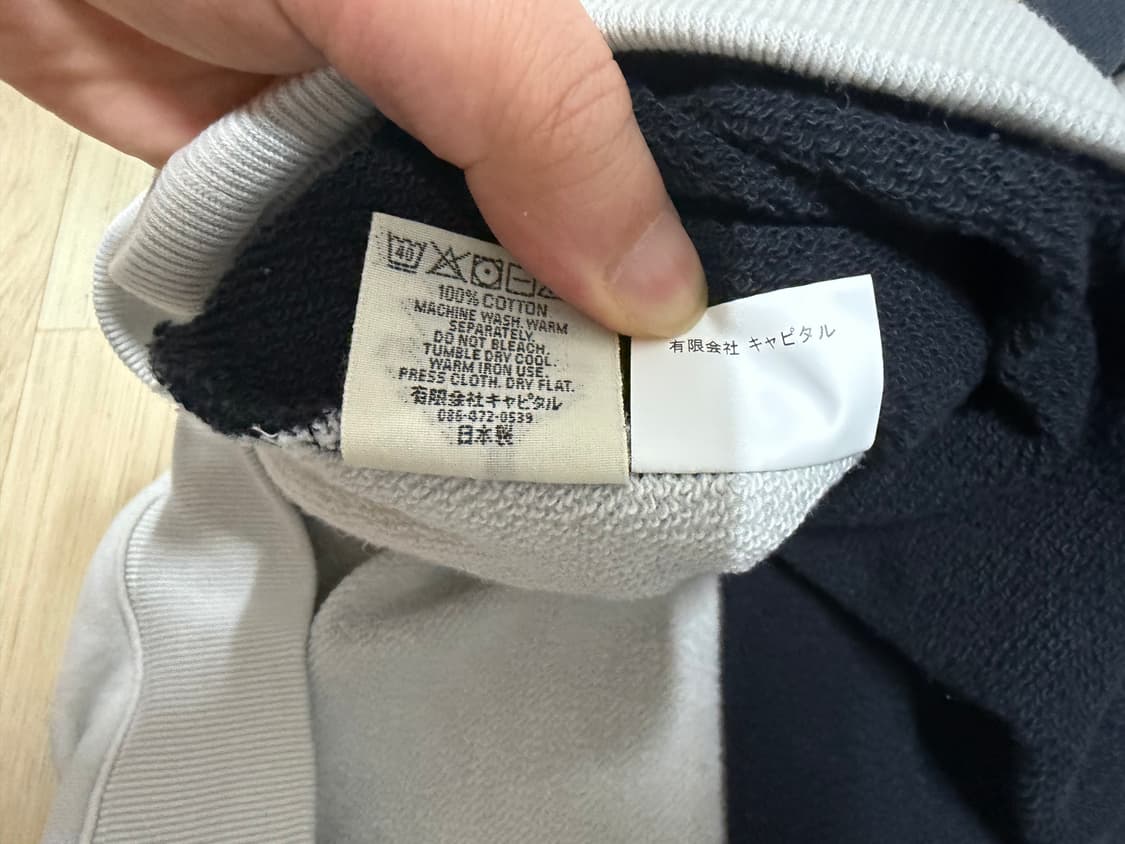 40
100% COTTON
MACHINE WASH. WARM
SEPARATELY.
DO NOT BLEACH.
TUMBLE DRY COOL.
WARM IRON USE.
PRESS CLOTH. DRY FLAT.
有限会社キャピタル
086-472-0539
日本製
有限会社 キャピタル